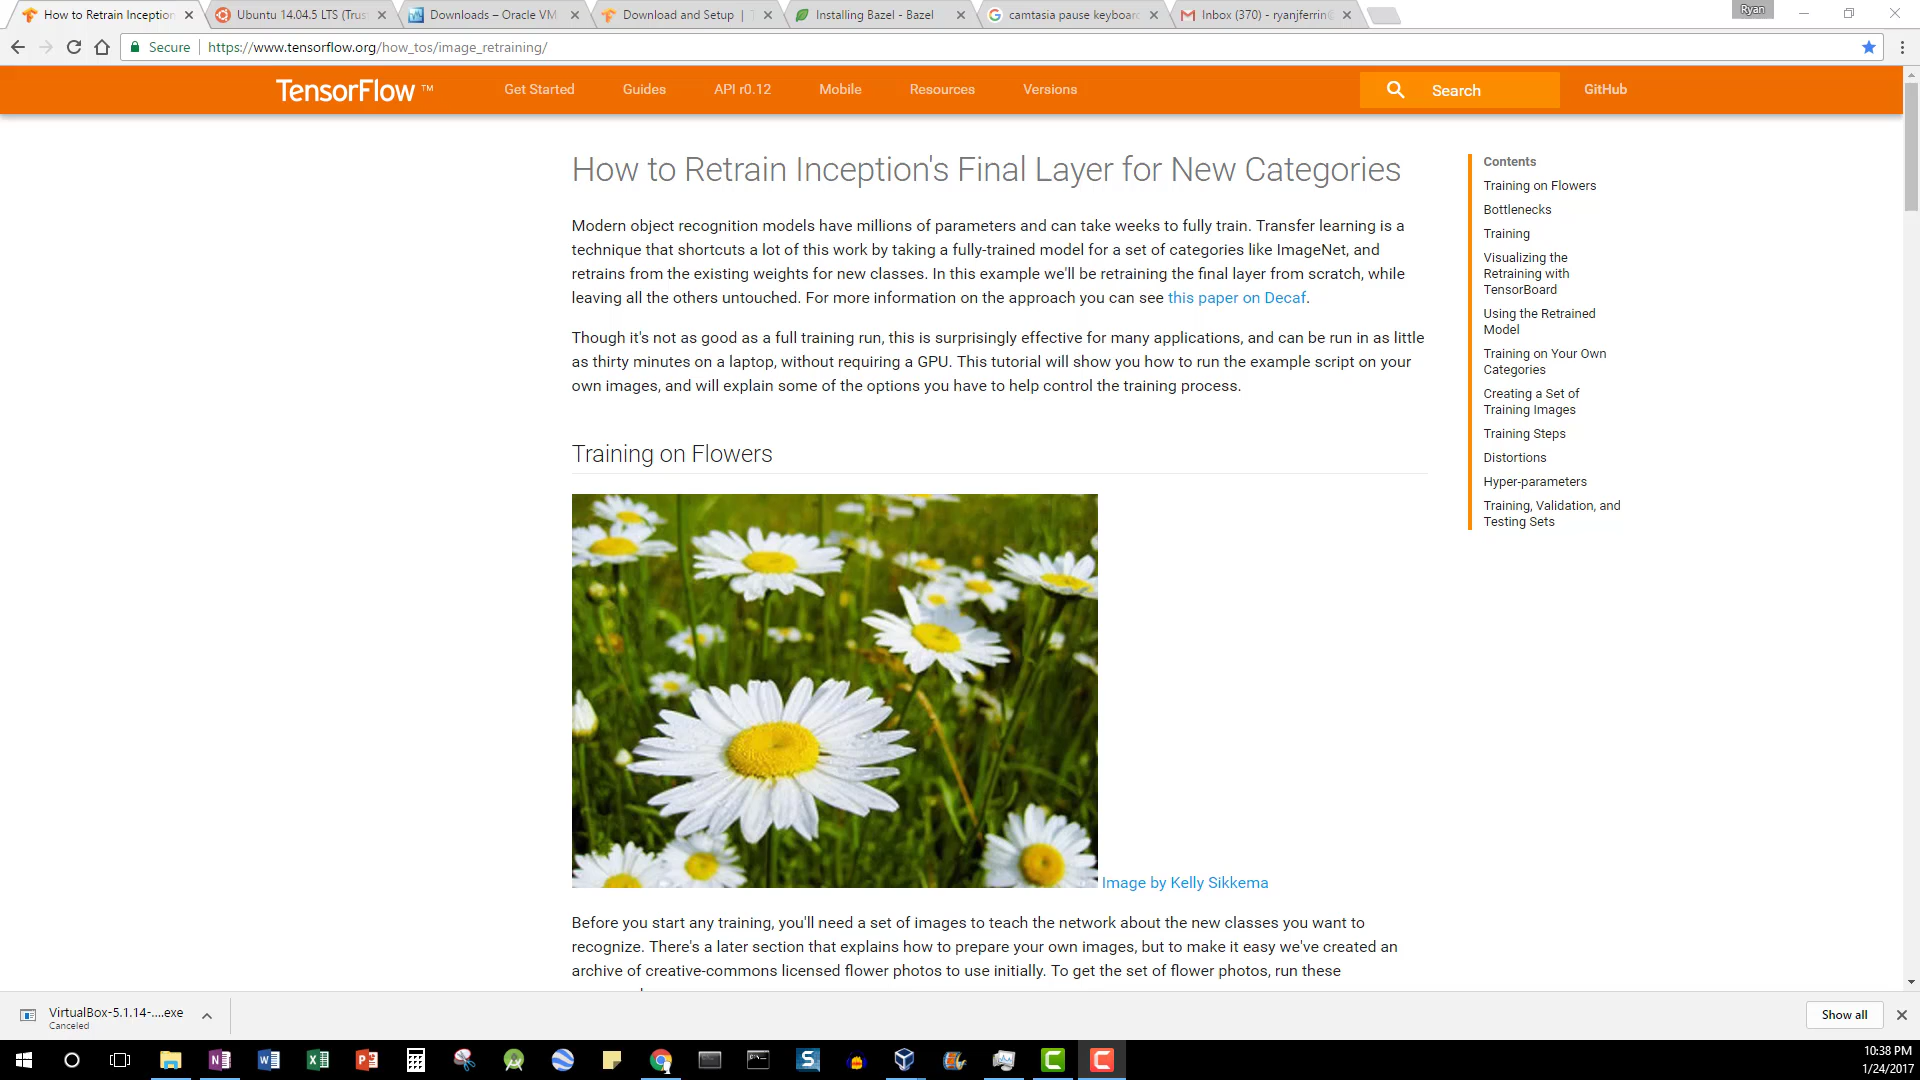 How to Retrain Inception
Ubuntu 14.04.5 LTS (Trus
Downloads – Oracle VM
Download and Setup |
Installing Bazel - Bazel
camtasia pause keyboard
Inbox (370) - ryanjferrin@
Ryan
Secure
https://www.tensorflow.org/how_tos/image_retraining/
TensorFlow ™
Get Started
Guides
API r0.12
Mobile
Resources
Versions
Search
GitHub
How to Retrain Inception's Final Layer for New Categories
Modern object recognition models have millions of parameters and can take weeks to fully train. Transfer learning is a
technique that shortcuts a lot of this work by taking a fully-trained model for a set of categories like ImageNet, and
retrains from the existing weights for new classes. In this example we'll be retraining the final layer from scratch, while
leaving all the others untouched. For more information on the approach you can see this paper on Decaf.
Though it's not as good as a full training run, this is surprisingly effective for many applications, and can be run in as little
as thirty minutes on a laptop, without requiring a GPU. This tutorial will show you how to run the example script on your
own images, and will explain some of the options you have to help control the training process.
Training on Flowers
Image by Kelly Sikkema
Before you start any training, you'll need a set of images to teach the network about the new classes you want to
recognize. There's a later section that explains how to prepare your own images, but to make it easy we've created an
archive of creative-commons licensed flower photos to use initially. To get the set of flower photos, run these
Contents
Training on Flowers
Bottlenecks
Training
Visualizing the
Retraining with
TensorBoard
Using the Retrained
Model
Training on Your Own
Categories
Creating a Set of
Training Images
Training Steps
Distortions
Hyper-parameters
Training, Validation, and
Testing Sets
VirtualBox-5.1.14-....exe
Canceled
Show all
10:38 PM
1/24/2017